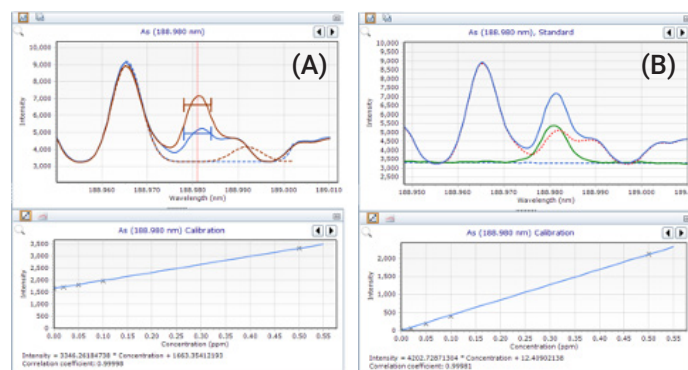 As (188.980 nm)
(A)
10,000
9,000
8,000
7,000
6,000
5,000
4,000
3,000
Intensity
188.960 188.970 188.980 188.990 189.000 189.010
Wavelength (nm)
As (188.980 nm) Calibration
3,500
3,000
2,500
2,000
1,500
1,000
500
0
Intensity
0.00 0.05 0.10 0.15 0.20 0.25 0.30 0.35 0.40 0.45 0.50 0.55
Concentration (ppm)
Intensity = 3346.26184738 * Concentration + 1663.35412193
Correlation coefficient: 0.99998
As (188.980 nm), Standard
(B)
10,000
9,500
9,000
8,500
8,000
7,500
7,000
6,500
6,000
5,500
5,000
4,500
4,000
3,500
3,000
2,500
Intensity
188.950 188.960 188.970 188.980 188.990 189.000
Wavelength (nm)
As (188.980 nm) Calibration
2,000
1,500
1,000
500
0
Intensity
0.00 0.05 0.10 0.15 0.20 0.25 0.30 0.35 0.40 0.45 0.50 0.55
Concentration (ppm)
Intensity = 4202.72871304 * Concentration + 12.43902138
Correlation coefficient: 0.99981